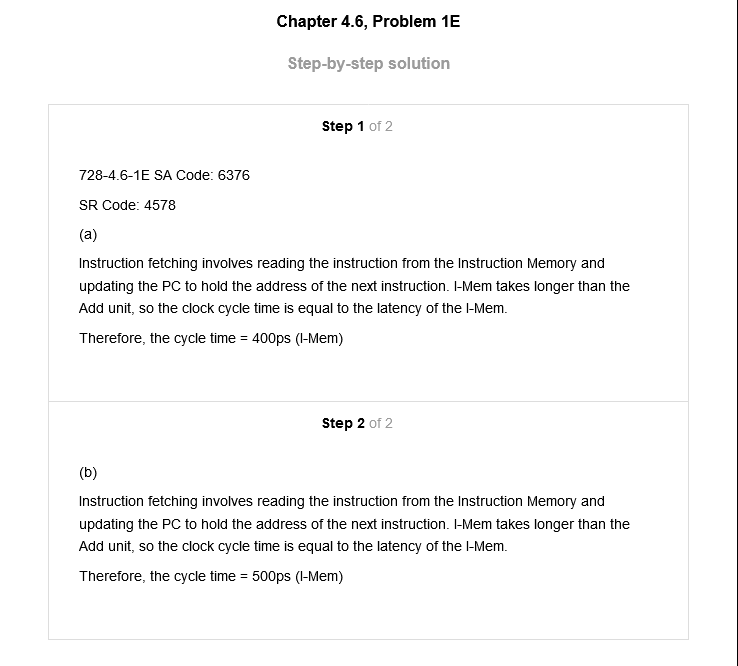 Chapter 4.6, Problem 1E
Step-by-step solution
Step 1 of 2
728-4.6-1E SA Code: 6376
SR Code: 4578
(a)
Instruction fetching involves reading the instruction from the Instruction Memory and
updating the PC to hold the address of the next instruction. I-Mem takes longer than the
Add unit, so the clock cycle time is equal to the latency of the I-Mem.
Therefore, the cycle time = 400ps (I-Mem)
Step 2 of 2
(b)
Instruction fetching involves reading the instruction from the Instruction Memory and
updating the PC to hold the address of the next instruction. I-Mem takes longer than the
Add unit, so the clock cycle time is equal to the latency of the I-Mem.
Therefore, the cycle time = 500ps (I-Mem)